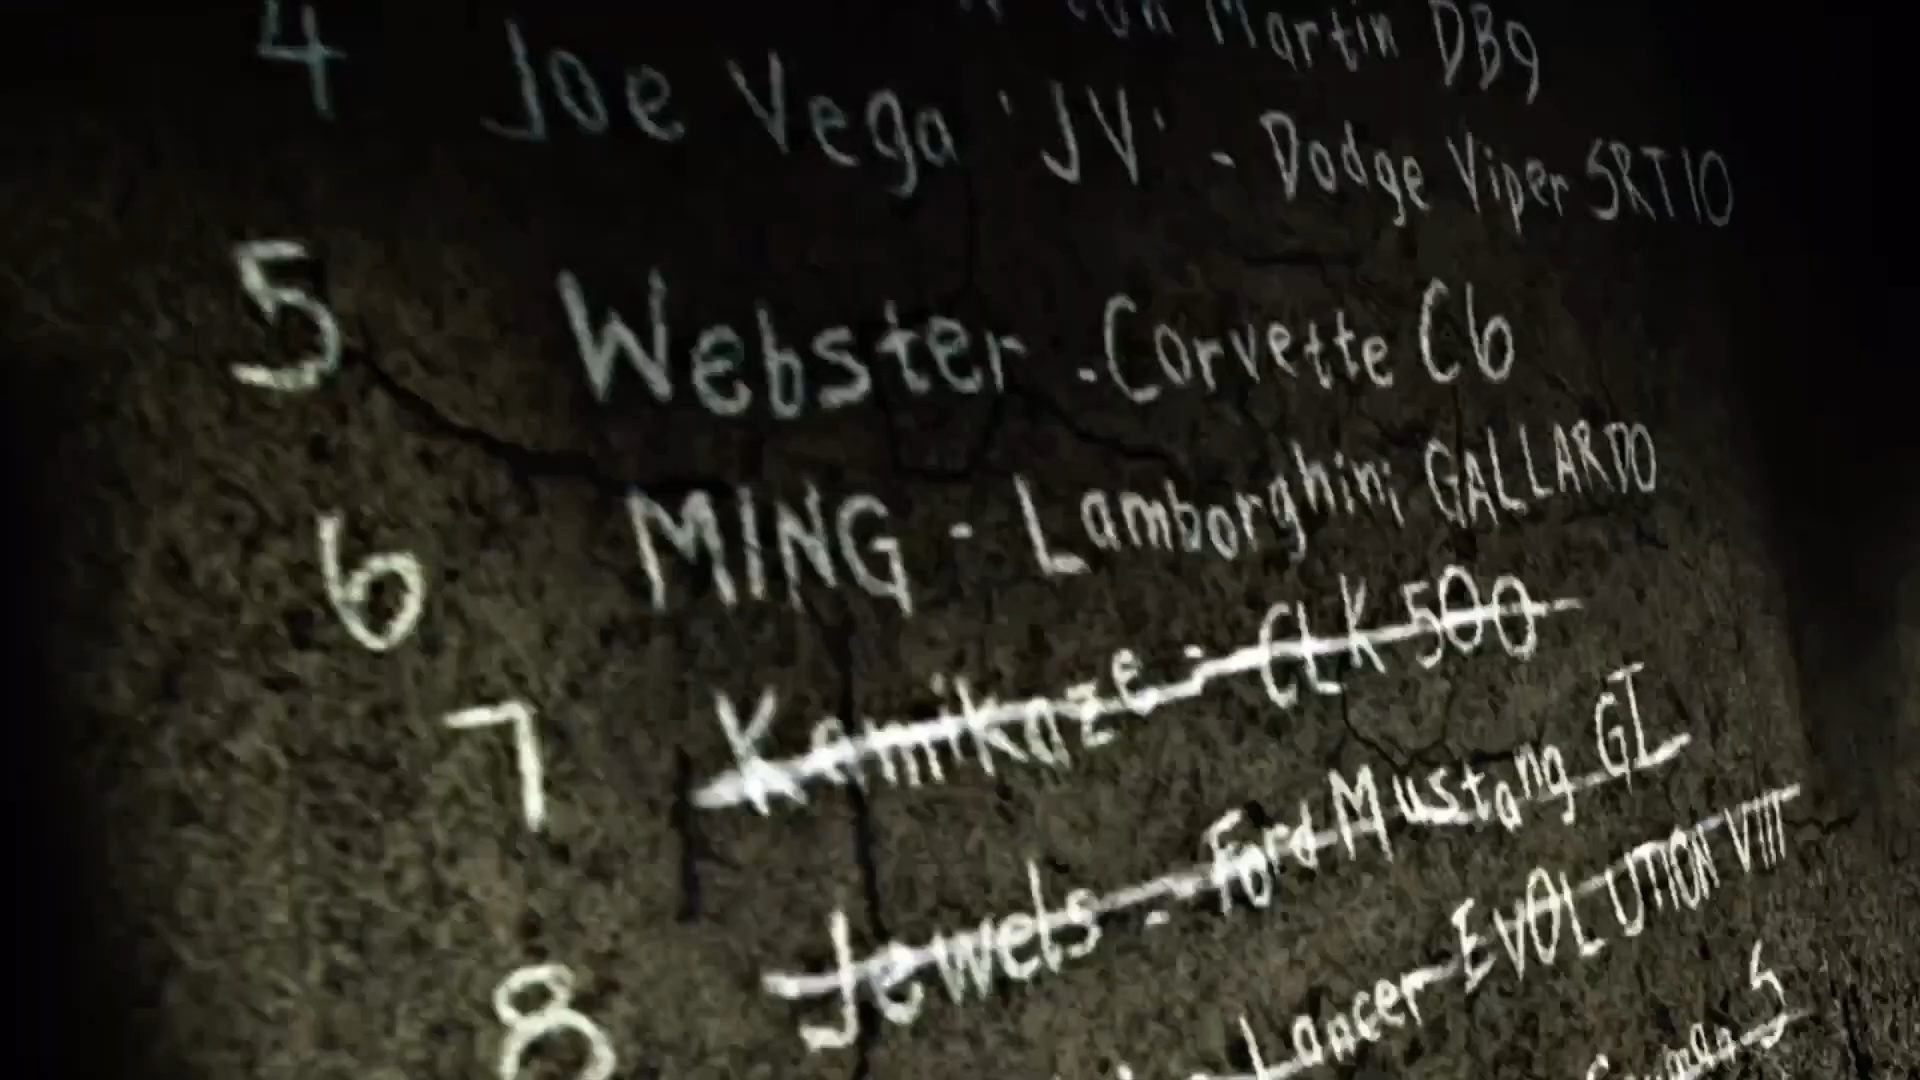 Martin DB9
4 Joe Vega 'JV' - Dodge Viper SRT10
5 Webster - Corvette C6
6 MING - Lamborghini GALLARDO
7 Kamikaze - CLK 500
8 Jewels - Ford Mustang GT
Lancer EVOLUTION VIII
S